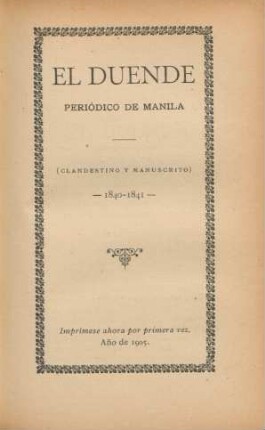 EL DUENDE
PERIÓDICO DE MANILA
(CLANDESTINO Y MANUSCRITO)
— 1840-1841 —
Imprímese ahora por primera vez.
Año de 1905.